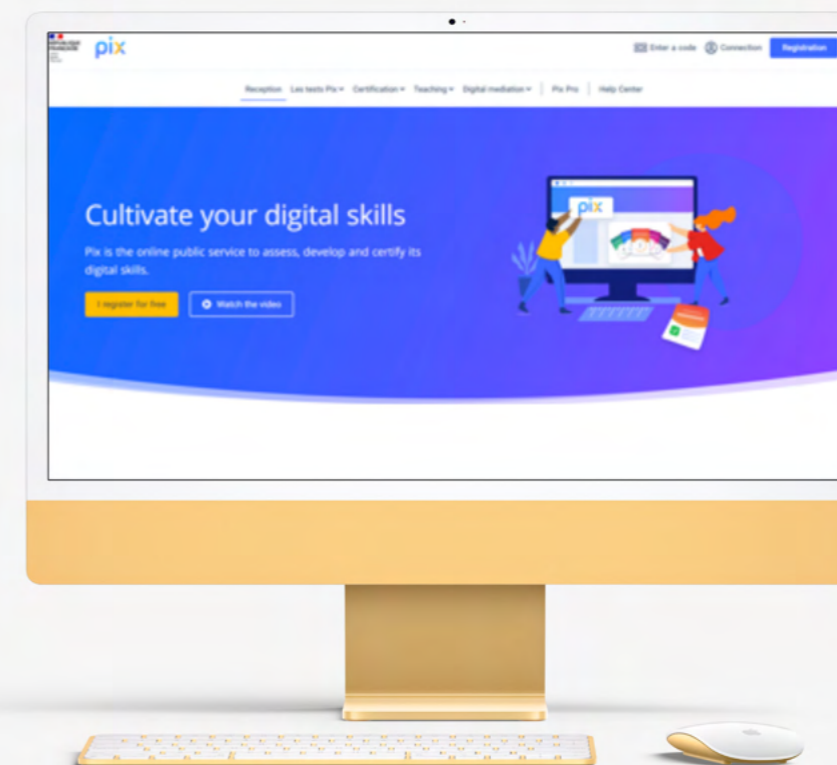 RÉPUBLIQUE
FRANÇAISE
pix
Enter a code Connection Registration
Reception Les tests Pix Certification Teaching Digital mediation Pix Pro Help Center
Cultivate your digital skills
Pix is the online public service to assess, develop and certify its
digital skills.
I register for free Watch the video
pix